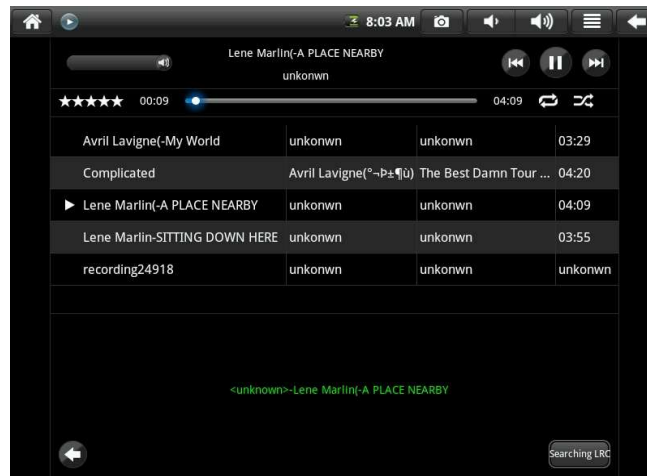 8:03 AM
Lene Marlin(-A PLACE NEARBY
unkonwn
00:09 04:09
Avril Lavigne(-My World unkonwn unkonwn 03:29
Complicated Avril Lavigne(°¬Þ±¶ù) The Best Damn Tour ... 04:20
Lene Marlin(-A PLACE NEARBY unkonwn unkonwn 04:09
Lene Marlin-SITTING DOWN HERE unkonwn unkonwn 03:55
recording24918 unkonwn unkonwn unkonwn
<unknown>-Lene Marlin(-A PLACE NEARBY
Searching LRC